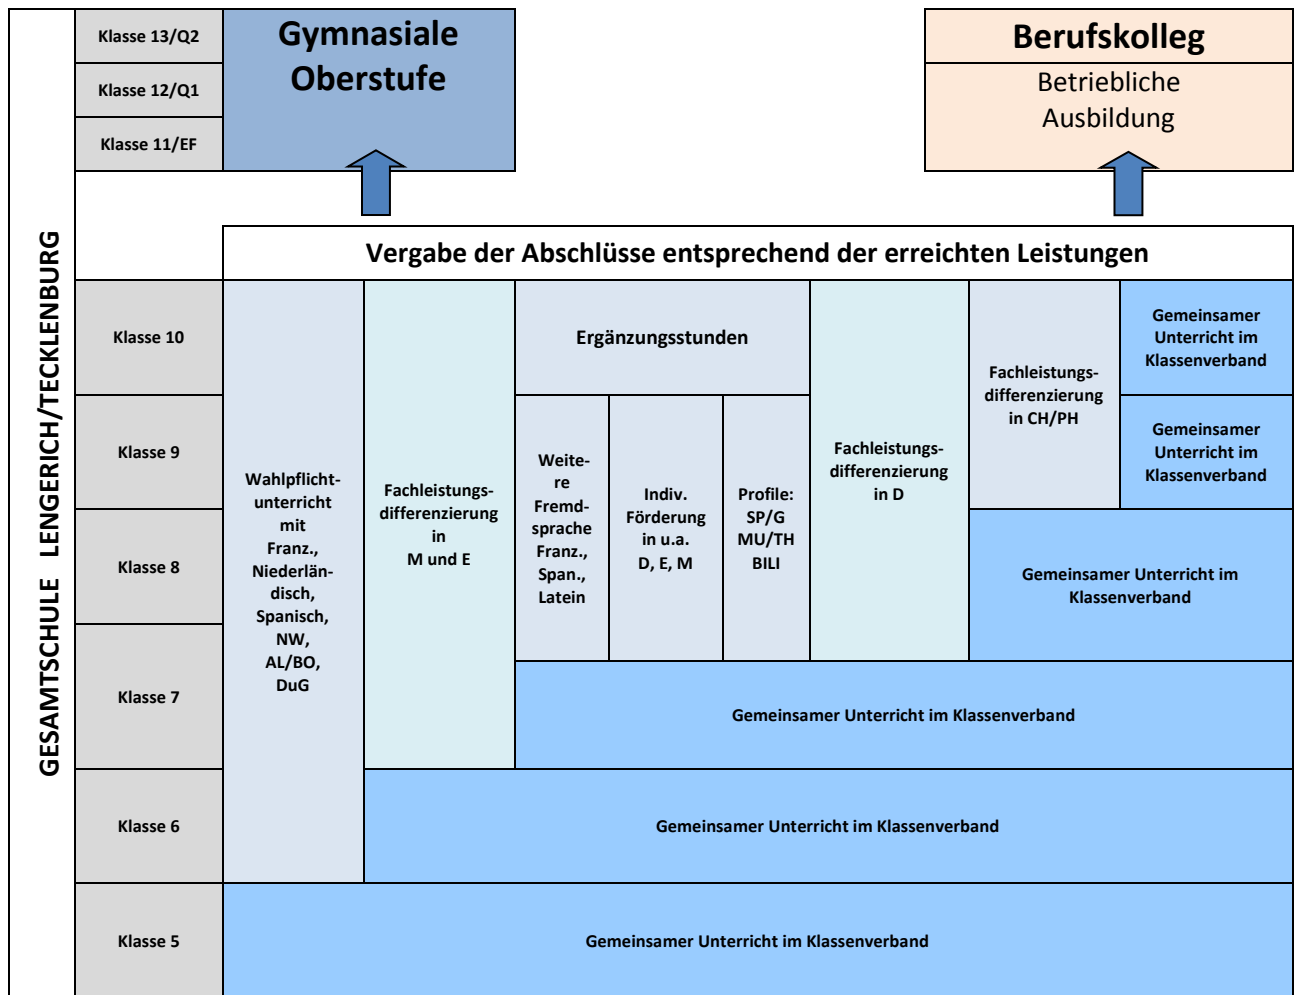 GESAMTSCHULE LENGERICH/TECKLENBURG
Klasse 13/Q2
Klasse 12/Q1
Klasse 11/EF
Gymnasiale
Oberstufe
Berufskolleg
Betriebliche
Ausbildung
Vergabe der Abschlüsse entsprechend der erreichten Leistungen
Klasse 10
Klasse 9
Klasse 8
Klasse 7
Klasse 6
Klasse 5
Wahlpflicht-
unterricht
mit
Franz.,
Niederlän-
disch,
Spanisch,
NW,
AL/BO,
DuG
Fachleistungs-
differenzierung
in
M und E
Ergänzungsstunden
Weite-
re
Fremd-
sprache
Franz.,
Span.,
Latein
Indiv.
Förderung
in u.a.
D, E, M
Profile:
SP/G
MU/TH
BILI
Fachleistungs-
differenzierung
in D
Fachleistungs-
differenzierung
in CH/PH
Gemeinsamer
Unterricht im
Klassenverband
Gemeinsamer
Unterricht im
Klassenverband
Gemeinsamer Unterricht im
Klassenverband
Gemeinsamer Unterricht im Klassenverband
Gemeinsamer Unterricht im Klassenverband
Gemeinsamer Unterricht im Klassenverband